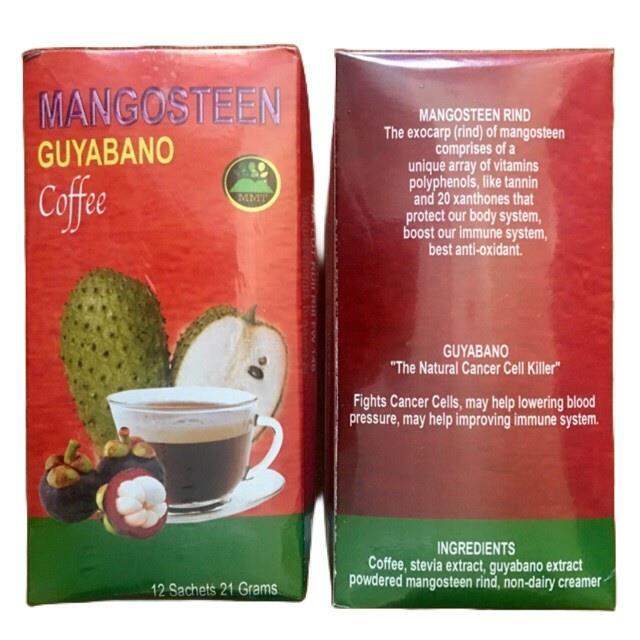 MANGOSTEEN
GUYABANO
Coffee
MMT
12 Sachets 21 Grams
MANGOSTEEN RIND
The exocarp (rind) of mangosteen
comprises of a
unique array of vitamins
polyphenols, like tannin
and 20 xanthones that
protect our body system,
boost our immune system,
best anti-oxidant.
GUYABANO
"The Natural Cancer Cell Killer"
Fights Cancer Cells, may help lowering blood
pressure, may help improving immune system.
INGREDIENTS
Coffee, stevia extract, guyabano extract
powdered mangosteen rind, non-dairy creamer